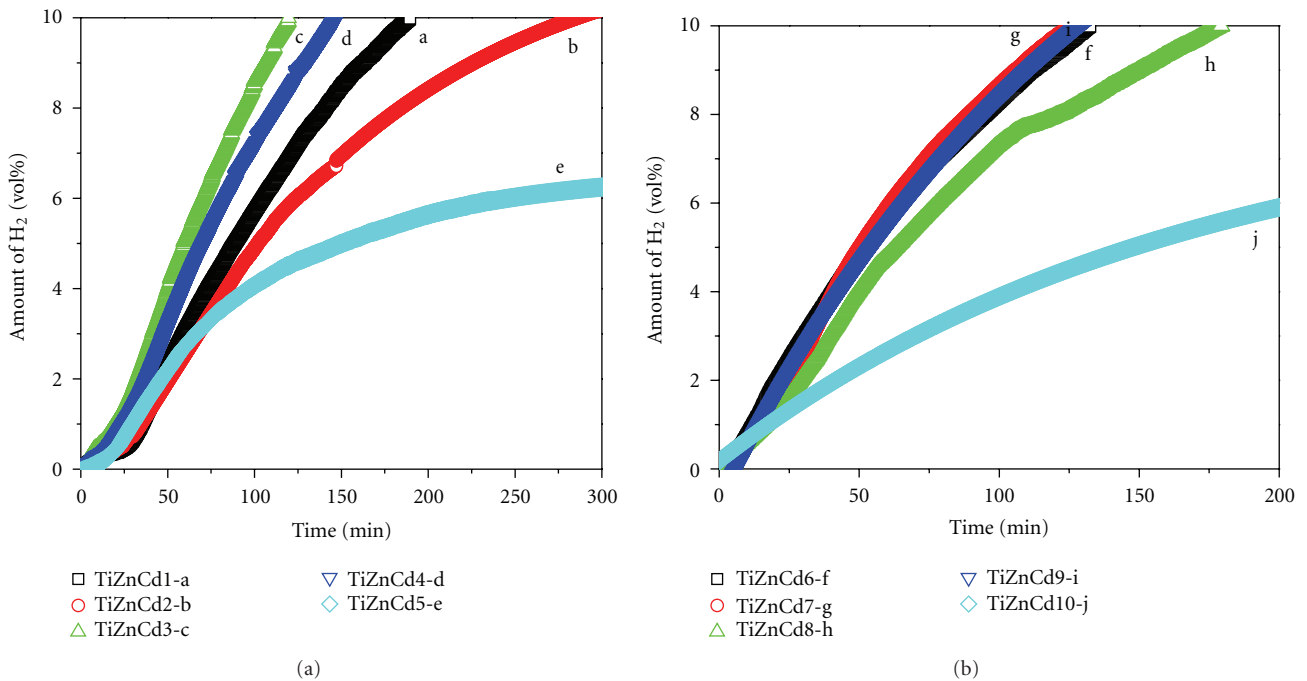 10
8
6
4
2
0
Amount of H2 (vol%)
c
d
a
b
e
0 50 100 150 200 250 300
Time (min)
TiZnCd1-a
TiZnCd2-b
TiZnCd3-c
TiZnCd4-d
TiZnCd5-e
(a)
10
8
6
4
2
0
Amount of H2 (vol%)
g
i
f
h
j
0 50 100 150 200
Time (min)
TiZnCd6-f
TiZnCd7-g
TiZnCd8-h
TiZnCd9-i
TiZnCd10-j
(b)